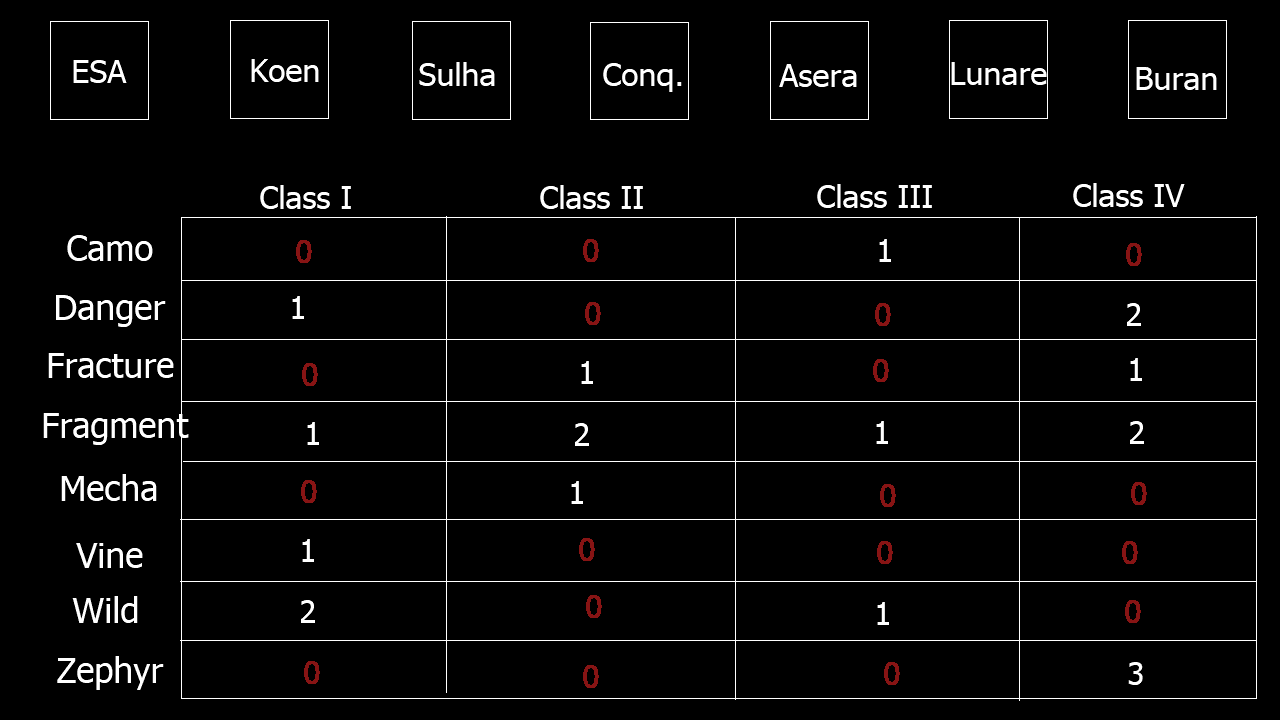 ESA Koen Sulha Conq. Asera Lunare Buran
Class I Class II Class III Class IV
Camo 0 0 1 0
Danger 1 0 0 2
Fracture 0 1 0 1
Fragment 1 2 1 2
Mecha 0 1 0 0
Vine 1 0 0 0
Wild 2 0 1 0
Zephyr 0 0 0 3